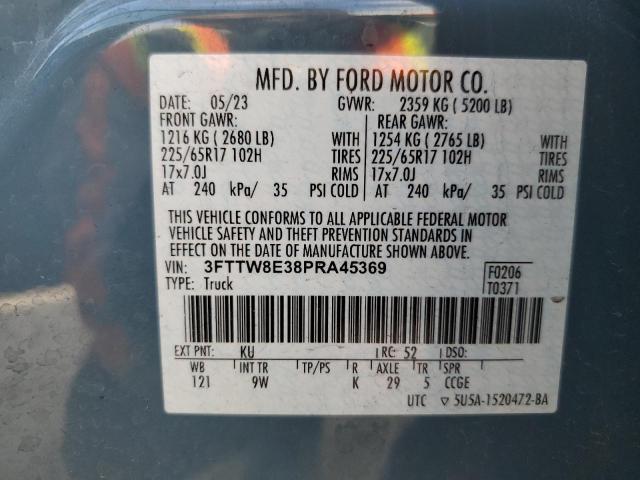 MFD. BY FORD MOTOR CO.
DATE: 05/23 GVWR: 2359 KG ( 5200 LB)
FRONT GAWR: REAR GAWR:
1216 KG ( 2680 LB) WITH 1254 KG ( 2765 LB) WITH
225/65R17 102H TIRES 225/65R17 102H TIRES
17x7.0J RIMS 17x7.0J RIMS
AT 240 kPa/ 35 PSI COLD AT 240 kPa/ 35 PSI COLD
THIS VEHICLE CONFORMS TO ALL APPLICABLE FEDERAL MOTOR
VEHICLE SAFETY AND THEFT PREVENTION STANDARDS IN
EFFECT ON THE DATE OF MANUFACTURE SHOWN ABOVE.
VIN: 3FTTW8E38PRA45369 F0206
TYPE: Truck T0371
EXT PNT: KU RC: 52 DSO:
WB INT TR TP/PS R AXLE TR SPR
121 9W K 29 5 CCGE
UTC ▽ 5U5A-1520472-BA